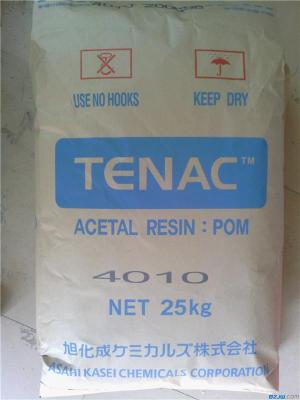 USE NO HOOKS
KEEP DRY
TENAC™
ACETAL RESIN : POM
4010
NET 25kg
旭化成ケミカルズ株式会社
ASAHI KASEI CHEMICALS CORPORATION